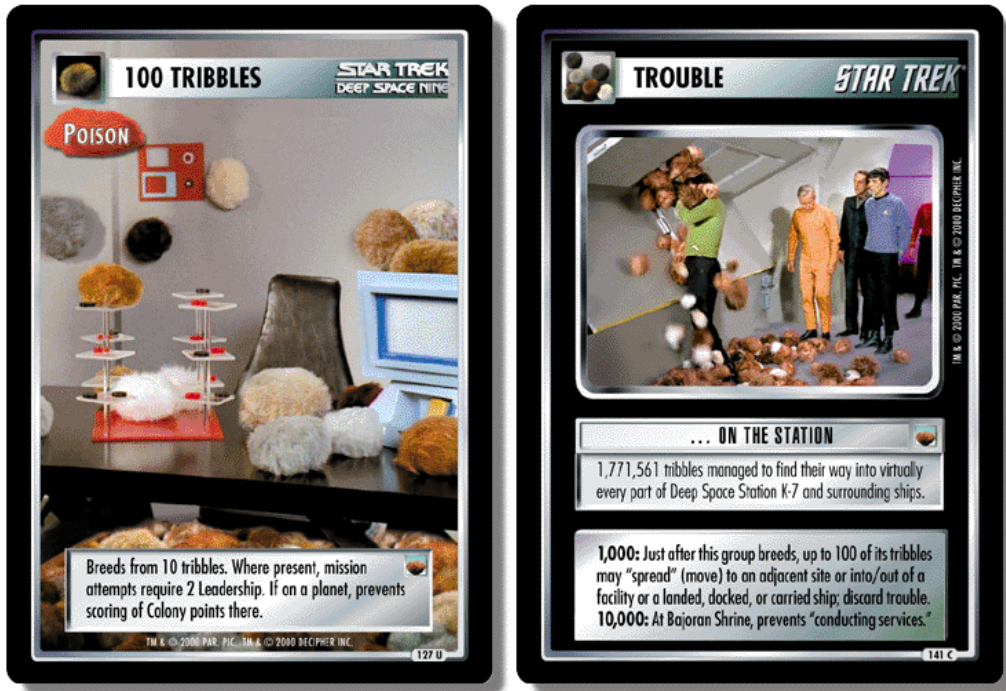 100 TRIBBLES
STAR TREK
DEEP SPACE NINE
POISON
Breeds from 10 tribbles. Where present, mission
attempts require 2 Leadership. If on a planet, prevents
scoring of Colony points there.
TM & © 2000 PAR. PIC. TM & © 2000 DECIPHER INC.
127 U
TROUBLE
STAR TREK
TM & © 2000 PAR. PIC. TM & © 2000 DECIPHER INC.
... ON THE STATION
1,771,561 tribbles managed to find their way into virtually
every part of Deep Space Station K-7 and surrounding ships.
1,000: Just after this group breeds, up to 100 of its tribbles
may "spread" (move) to an adjacent site or into/out of a
facility or a landed, docked, or carried ship; discard trouble.
10,000: At Bajoran Shrine, prevents "conducting services."
141 C